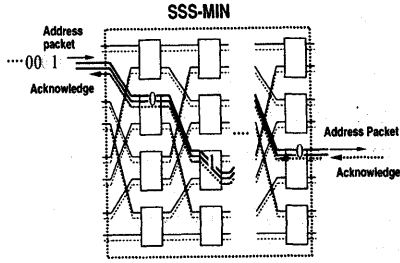 SSS-MIN
Address
packet
·····00 1
Acknowledge
····
Address Packet
Acknowledge